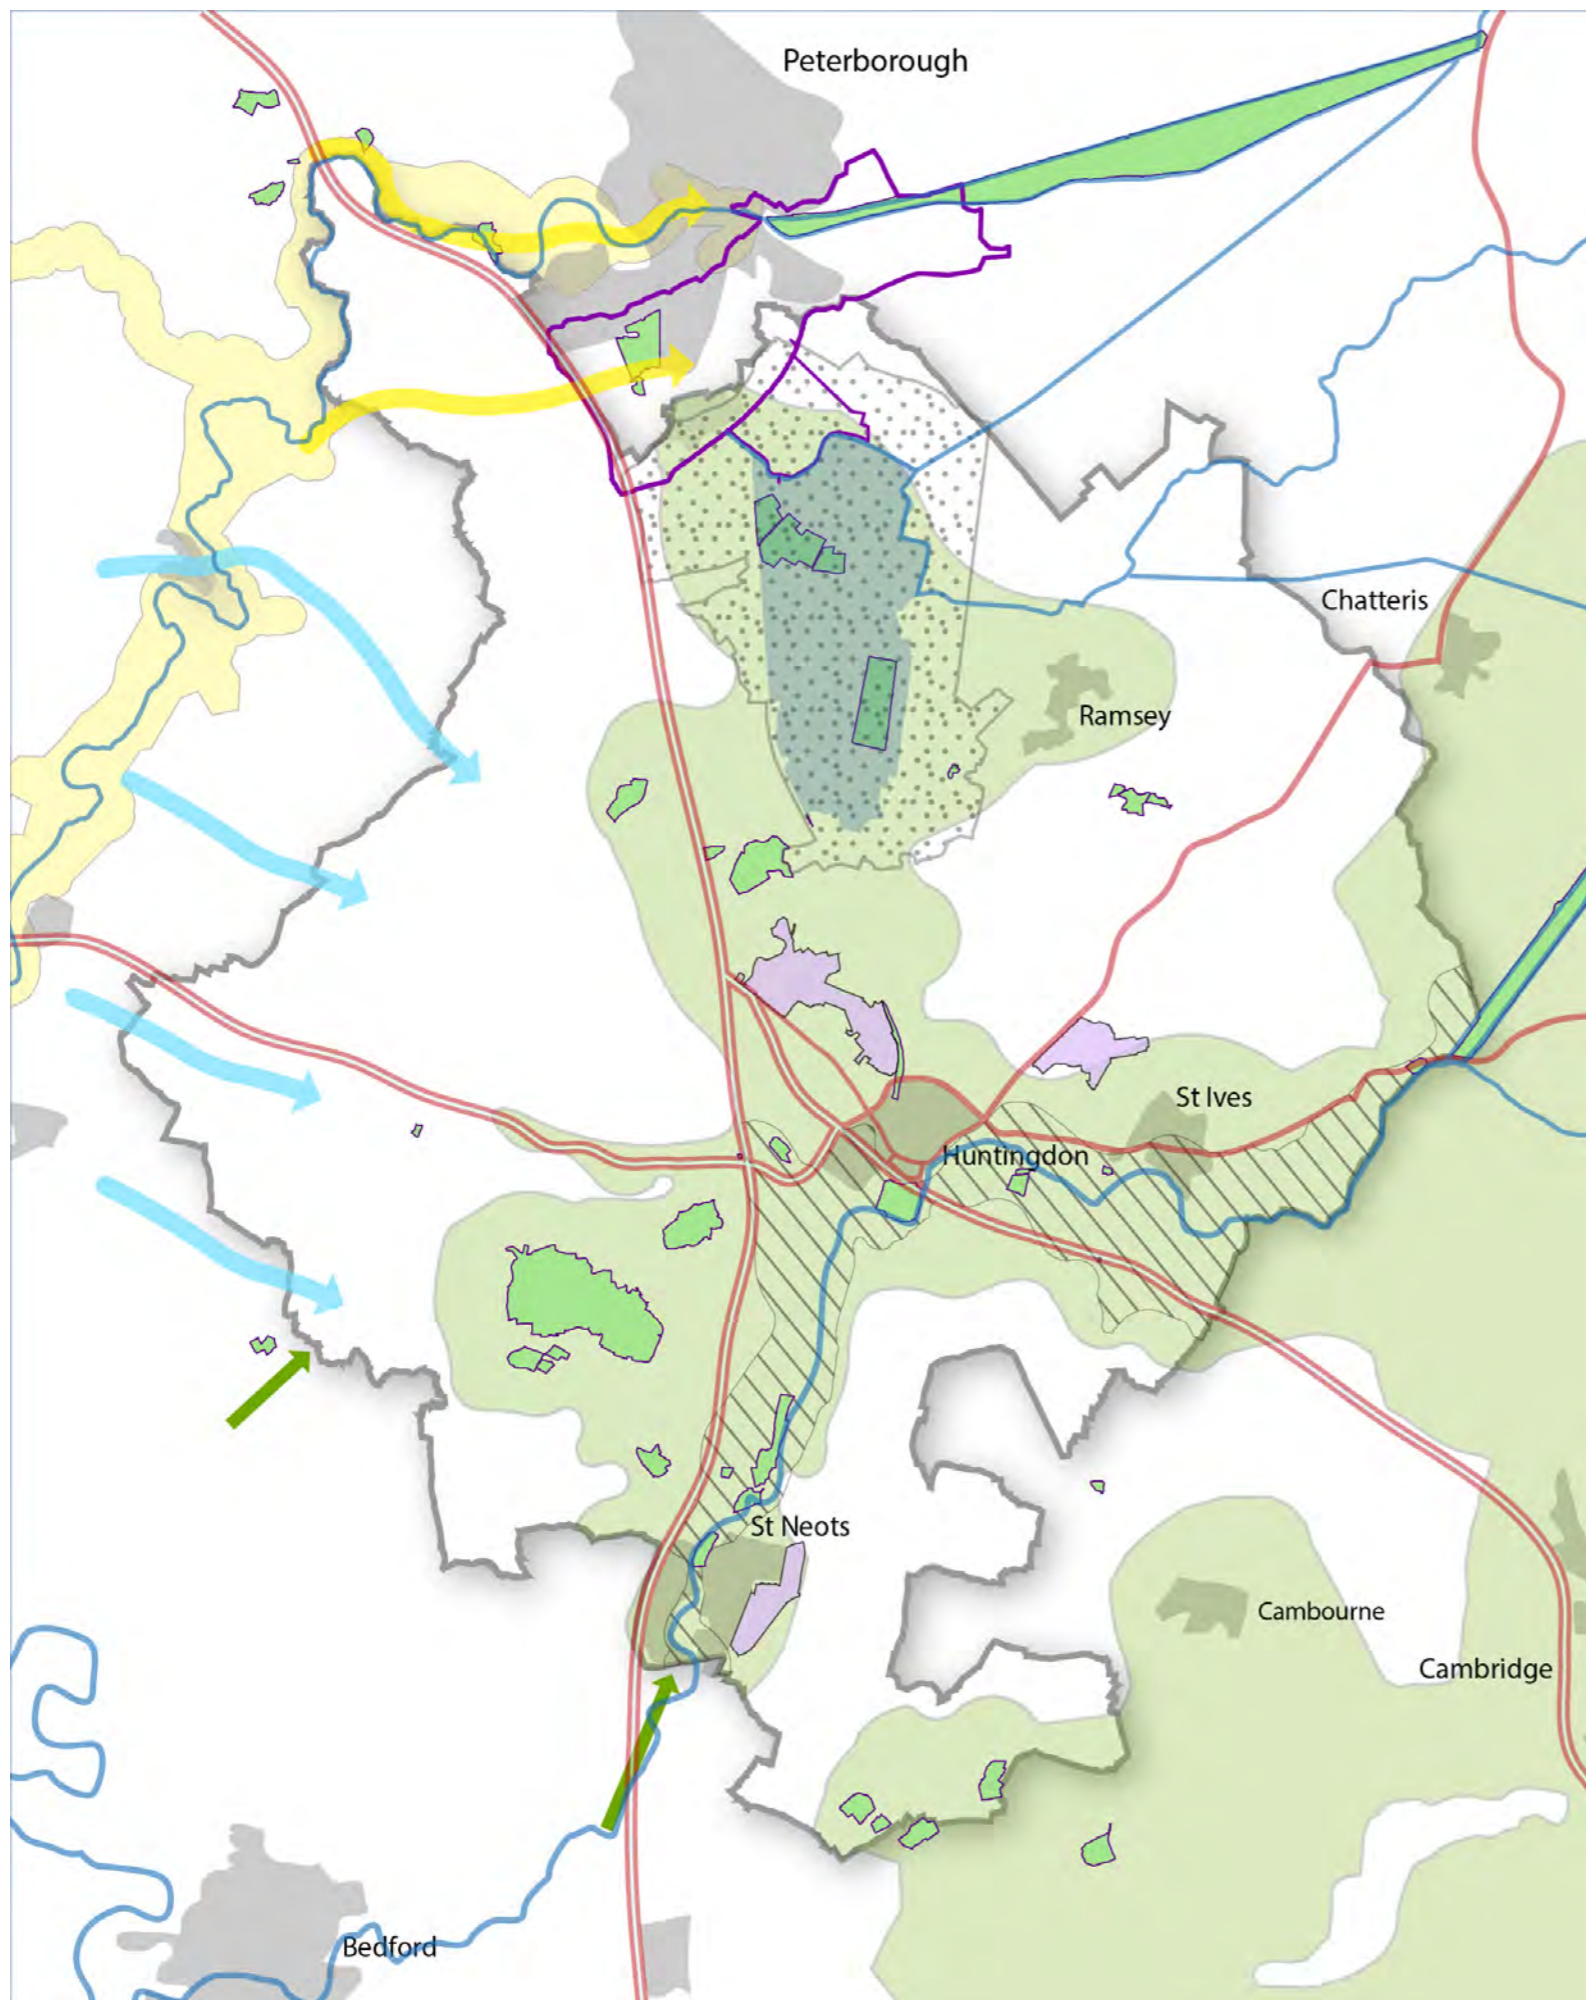 Peterborough
Chatteris
Ramsey
St Ives
Huntingdon
St Neots
Cambourne
Cambridge
Bedford